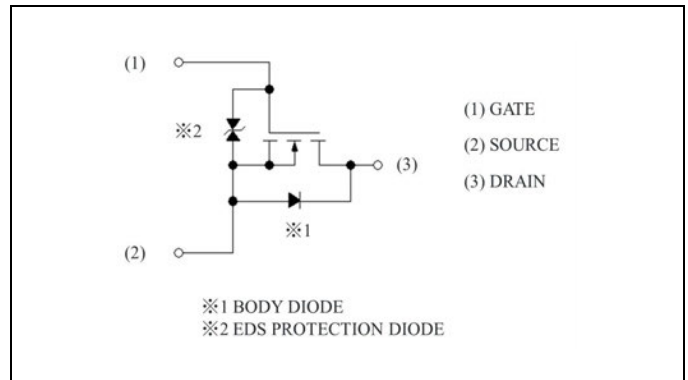 (1)
(1) GATE
※2
(2) SOURCE
(3)
(3) DRAIN
※1
(2)
※1 BODY DIODE
※2 EDS PROTECTION DIODE